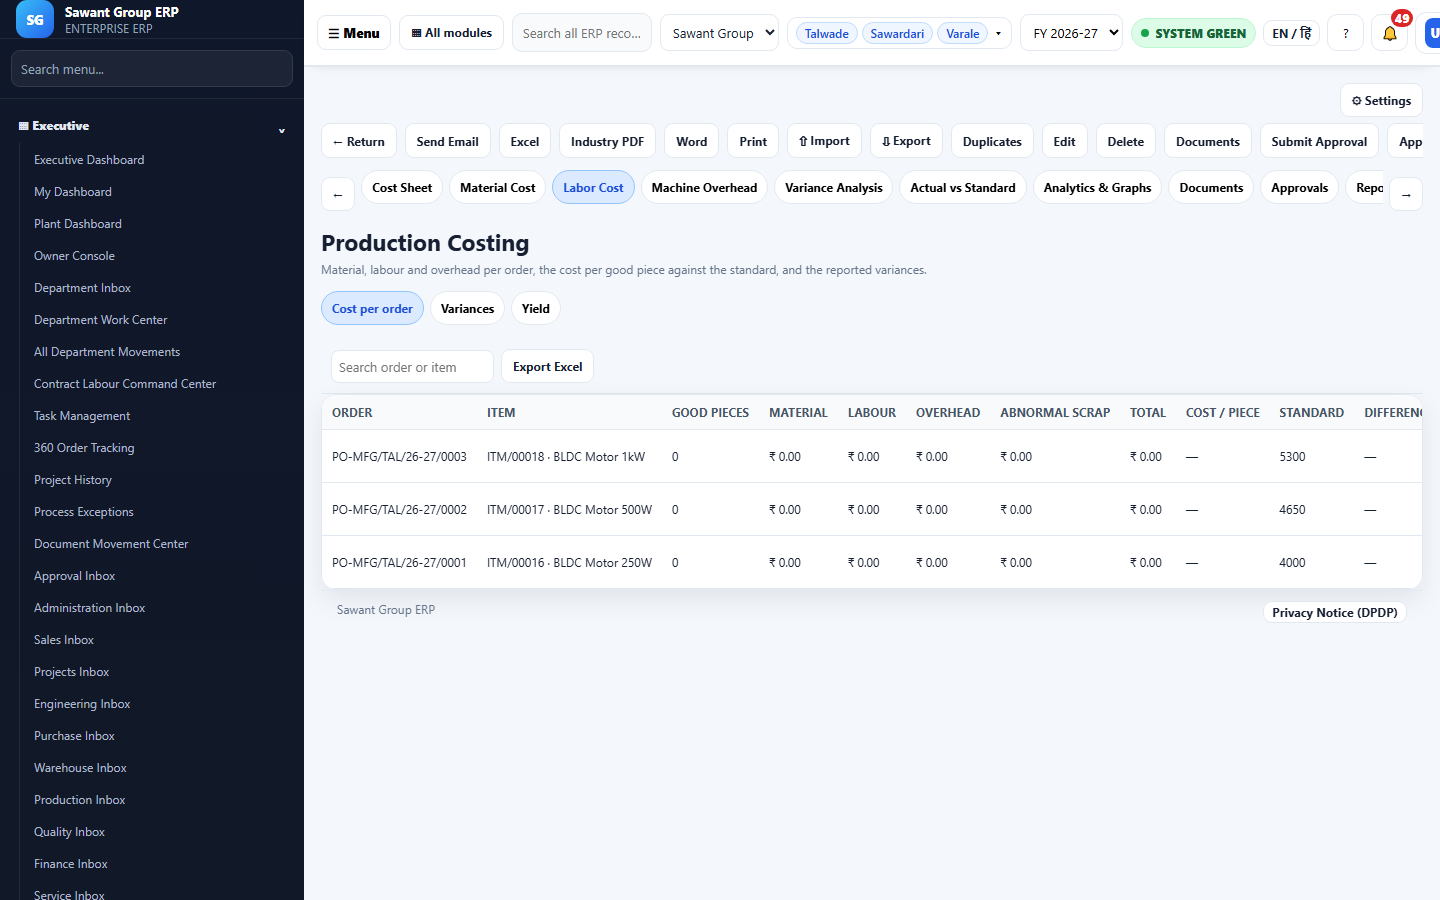 SG
Sawant Group ERP
ENTERPRISE ERP
Search menu...
Executive
Executive Dashboard
My Dashboard
Plant Dashboard
Owner Console
Department Inbox
Department Work Center
All Department Movements
Contract Labour Command Center
Task Management
360 Order Tracking
Project History
Process Exceptions
Document Movement Center
Approval Inbox
Administration Inbox
Sales Inbox
Projects Inbox
Engineering Inbox
Purchase Inbox
Warehouse Inbox
Production Inbox
Quality Inbox
Finance Inbox
Service Inbox
☰ Menu
All modules
Search all ERP reco...
Sawant Group
Talwade Sawardari Varale
FY 2026-27
SYSTEM GREEN
EN / हिं
?
49
U
⚙ Settings
← Return Send Email Excel Industry PDF Word Print ⇧ Import ⇩ Export Duplicates Edit Delete Documents Submit Approval App
← Cost Sheet Material Cost Labor Cost Machine Overhead Variance Analysis Actual vs Standard Analytics & Graphs Documents Approvals Repo →
Production Costing
Material, labour and overhead per order, the cost per good piece against the standard, and the reported variances.
Cost per order Variances Yield
Search order or item Export Excel
ORDER ITEM GOOD PIECES MATERIAL LABOUR OVERHEAD ABNORMAL SCRAP TOTAL COST / PIECE STANDARD DIFFERENC
PO-MFG/TAL/26-27/0003 ITM/00018 · BLDC Motor 1kW 0 ₹ 0.00 ₹ 0.00 ₹ 0.00 ₹ 0.00 ₹ 0.00 — 5300 —
PO-MFG/TAL/26-27/0002 ITM/00017 · BLDC Motor 500W 0 ₹ 0.00 ₹ 0.00 ₹ 0.00 ₹ 0.00 ₹ 0.00 — 4650 —
PO-MFG/TAL/26-27/0001 ITM/00016 · BLDC Motor 250W 0 ₹ 0.00 ₹ 0.00 ₹ 0.00 ₹ 0.00 ₹ 0.00 — 4000 —
Sawant Group ERP
Privacy Notice (DPDP)